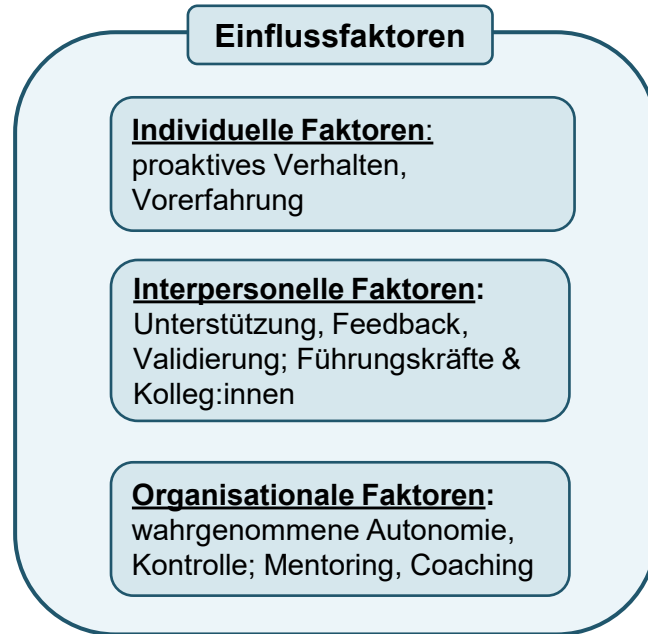 Einflussfaktoren
Individuelle Faktoren:
proaktives Verhalten,
Vorerfahrung
Interpersonelle Faktoren:
Unterstützung, Feedback,
Validierung; Führungskräfte &
Kolleg:innen
Organisationale Faktoren:
wahrgenommene Autonomie,
Kontrolle; Mentoring, Coaching